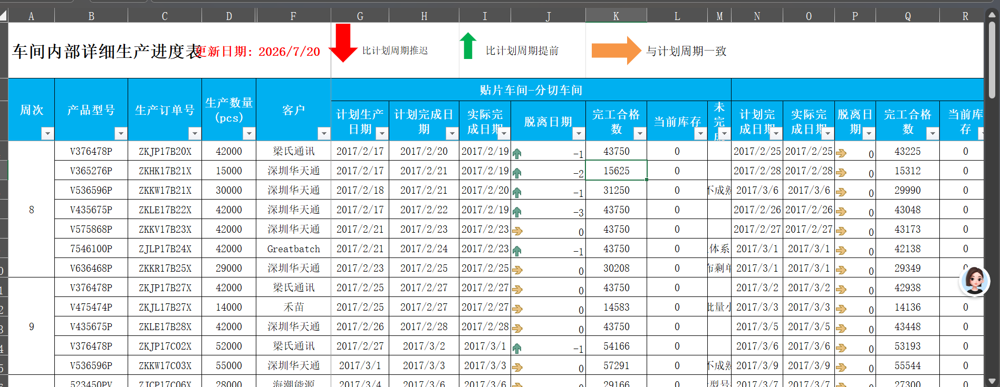 A B C D F G H I J K L M N O P Q R
车间内部详细生产进度表 更新日期: 2026/7/20 比计划周期推迟 比计划周期提前 与计划周期一致
贴片车间-分切车间
周次 产品型号 生产订单号 生产数量(pcs) 客户 计划生产日期 计划完成日期 实际完成日期 脱离日期 完工合格数 当前库存 未完成 计划完成日期 实际完成日期 脱离日期 完工合格数 当前库存
V376478P ZKJP17B20X 42000 梁氏通讯 2017/2/17 2017/2/20 2017/2/19 -1 43750 0 2017/2/25 2017/2/25 0 43225 0
V365276P ZKHK17B21X 15000 深圳华天通 2017/2/17 2017/2/21 2017/2/19 -2 15625 0 2017/2/28 2017/2/28 0 15312 0
V536596P ZKKW17B21X 30000 深圳华天通 2017/2/18 2017/2/21 2017/2/20 -1 31250 0 不成熟 2017/3/6 2017/3/6 0 29990 0
8 V435675P ZKLE17B22X 42000 深圳华天通 2017/2/17 2017/2/22 2017/2/19 -3 43750 0 2017/2/26 2017/2/26 0 43048 0
V575868P ZKKV17B23X 42000 深圳华天通 2017/2/21 2017/2/23 2017/2/23 0 43750 0 2017/2/27 2017/2/27 0 43173 0
7546100P ZJLP17B24X 42000 Greatbatch 2017/2/21 2017/2/24 2017/2/23 -1 43750 0 体系 2017/3/1 2017/3/1 0 42138 0
V636468P ZKKR17B25X 29000 深圳华天通 2017/2/23 2017/2/25 2017/2/25 0 30208 0 布剩单 2017/3/1 2017/3/1 0 29349 0
V376478P ZKJP17B27X 42000 梁氏通讯 2017/2/25 2017/2/27 2017/2/27 0 43750 0 2017/3/2 2017/3/2 0 42938
V475474P ZKJL17B27X 14000 禾苗 2017/2/25 2017/2/27 2017/2/27 0 14583 0 批量小 2017/3/3 2017/3/3 0 14136 0
9 V435675P ZKLE17B28X 42000 深圳华天通 2017/2/26 2017/2/28 2017/2/28 0 43750 0 2017/3/5 2017/3/5 0 43448 0
V376478P ZKJP17C02X 52000 梁氏通讯 2017/2/27 2017/3/2 2017/3/1 -1 54166 0 2017/3/6 2017/3/6 0 53193 0
V536596P ZKKW17C03X 55000 深圳华天通 2017/3/1 2017/3/3 2017/3/3 0 57291 0 不成熟 2017/3/9 2017/3/9 0 55544 0
523450PV ZJCP17C06X 28000 海潮能源 2017/3/4 2017/3/6 2017/3/6 0 29166 0 型号 2017/3/7 2017/3/7 0 27300 0